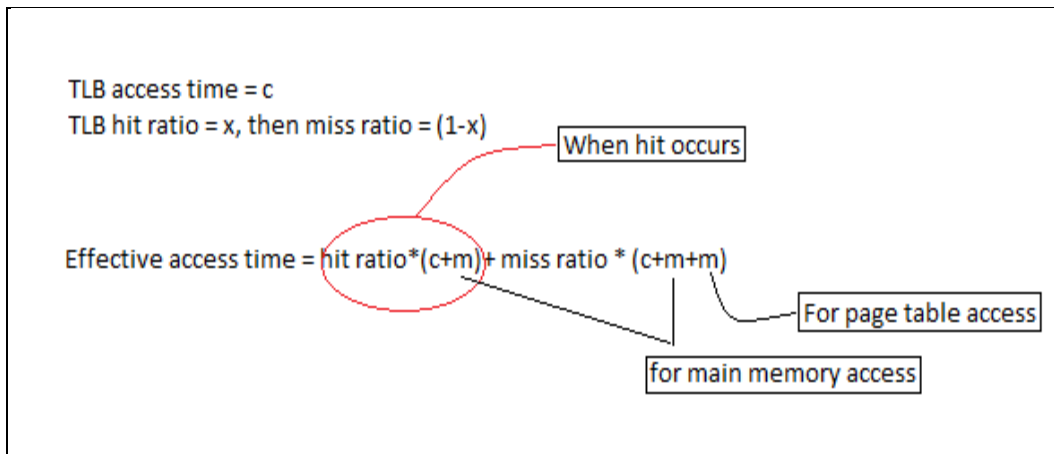 TLB access time = c
TLB hit ratio = x, then miss ratio = (1-x)
When hit occurs
Effective access time = hit ratio*(c+m)+ miss ratio * (c+m+m)
For page table access
for main memory access